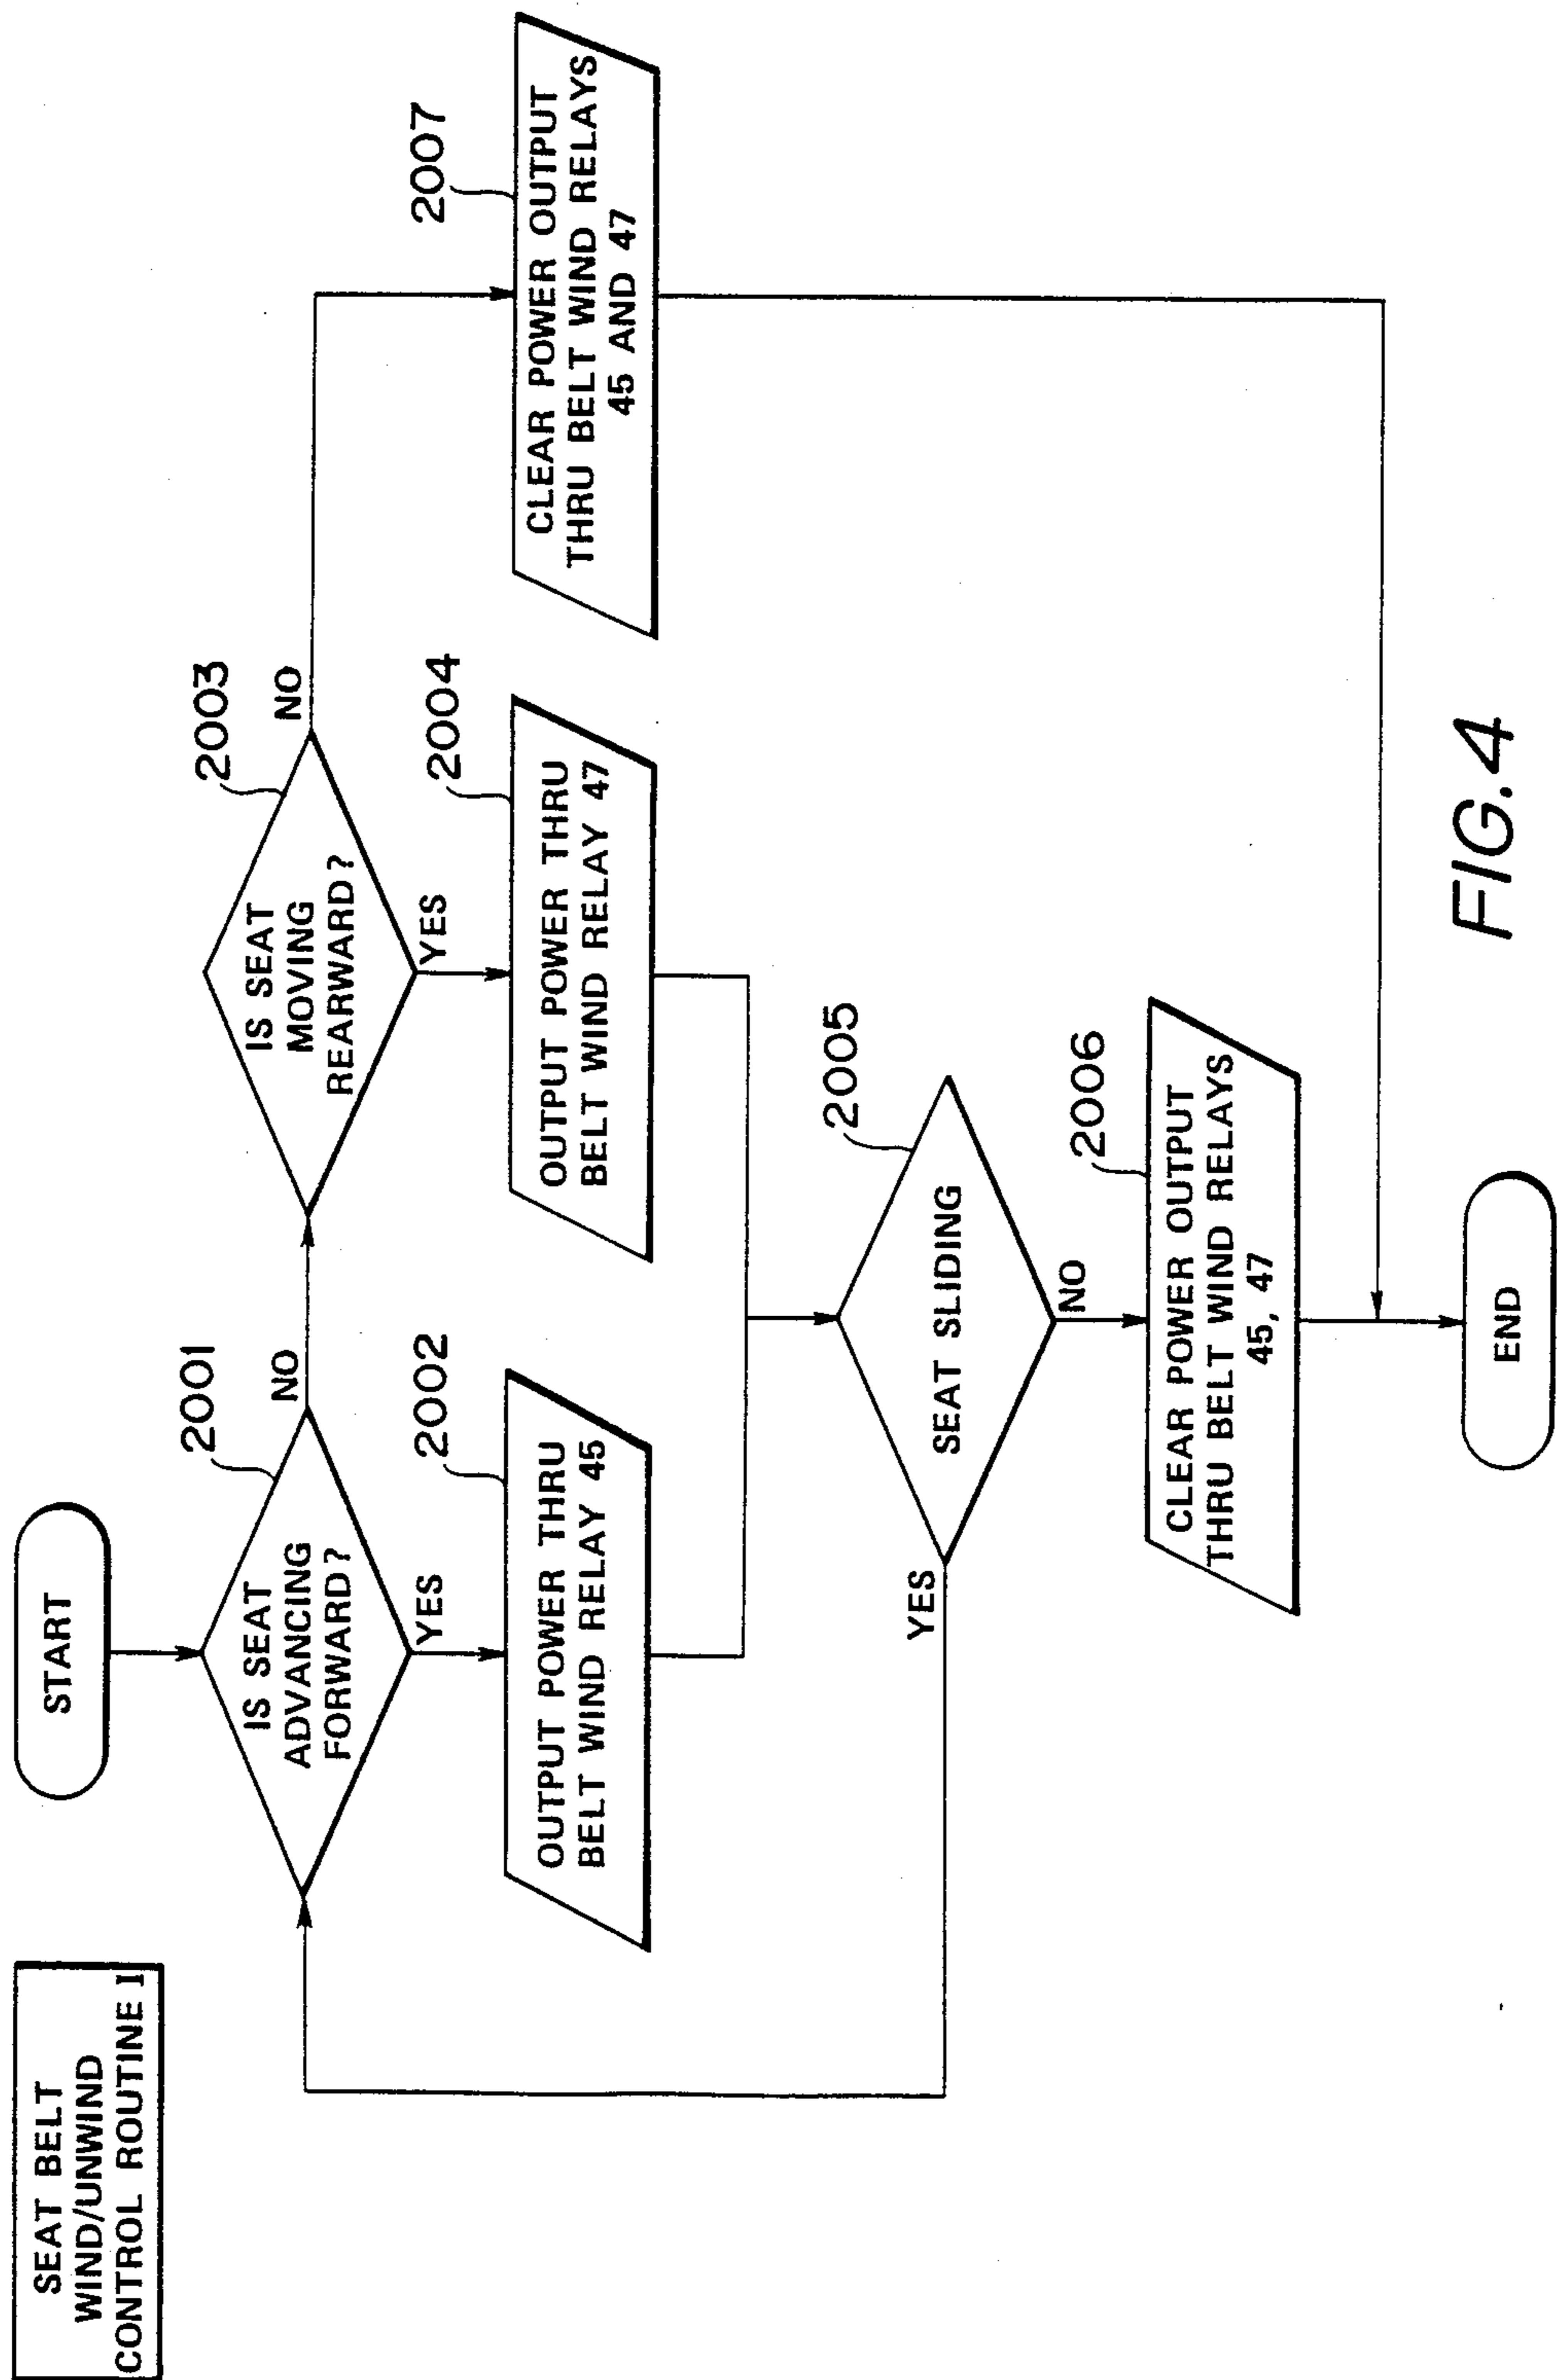 SEAT BELT
WIND/UNWIND
CONTROL ROUTINE I
START
2001
IS SEAT
ADVANCING
FORWARD?
NO
YES
2003
IS SEAT
MOVING
REARWARD?
NO
YES
2002
OUTPUT POWER THRU
BELT WIND RELAY 45
2004
OUTPUT POWER THRU
BELT WIND RELAY 47
2007
CLEAR POWER OUTPUT
THRU BELT WIND RELAYS
45 AND 47
2005
SEAT SLIDING
YES
NO
2006
CLEAR POWER OUTPUT
THRU BELT WIND RELAYS
45, 47
END
FIG.4